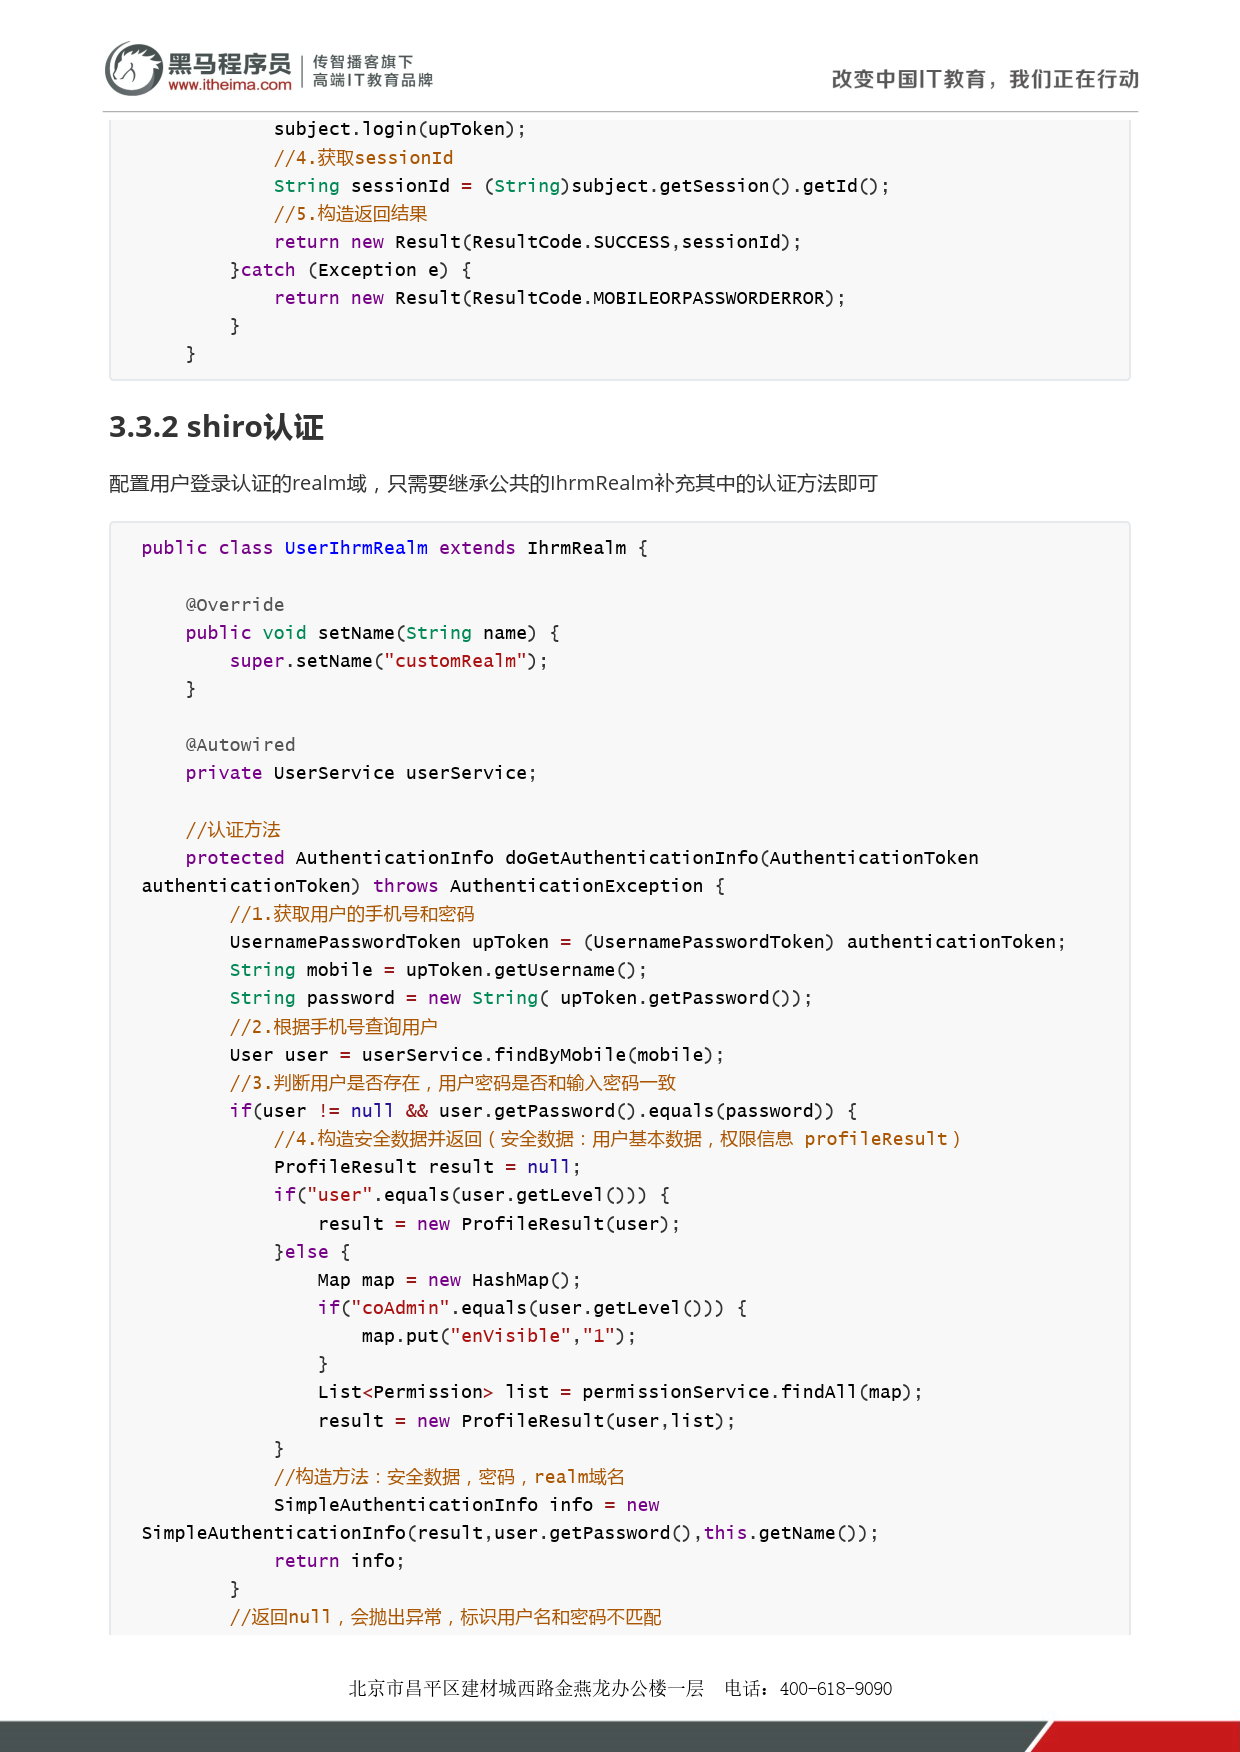 黑马程序员
www.itheima.com
传智播客旗下
高端IT教育品牌
改变中国IT教育，我们正在行动
            subject.login(upToken);
            //4.获取sessionId
            String sessionId = (String)subject.getSession().getId();
            //5.构造返回结果
            return new Result(ResultCode.SUCCESS,sessionId);
        }catch (Exception e) {
            return new Result(ResultCode.MOBILEORPASSWORDERROR);
        }
    }
3.3.2 shiro认证
配置用户登录认证的realm域，只需要继承公共的IhrmRealm补充其中的认证方法即可
public class UserIhrmRealm extends IhrmRealm {
    @Override
    public void setName(String name) {
        super.setName("customRealm");
    }
    @Autowired
    private UserService userService;
    //认证方法
    protected AuthenticationInfo doGetAuthenticationInfo(AuthenticationToken
authenticationToken) throws AuthenticationException {
        //1.获取用户的手机号和密码
        UsernamePasswordToken upToken = (UsernamePasswordToken) authenticationToken;
        String mobile = upToken.getUsername();
        String password = new String( upToken.getPassword());
        //2.根据手机号查询用户
        User user = userService.findByMobile(mobile);
        //3.判断用户是否存在，用户密码是否和输入密码一致
        if(user != null && user.getPassword().equals(password)) {
            //4.构造安全数据并返回（安全数据：用户基本数据，权限信息 profileResult）
            ProfileResult result = null;
            if("user".equals(user.getLevel())) {
                result = new ProfileResult(user);
            }else {
                Map map = new HashMap();
                if("coAdmin".equals(user.getLevel())) {
                    map.put("enVisible","1");
                }
                List<Permission> list = permissionService.findAll(map);
                result = new ProfileResult(user,list);
            }
            //构造方法：安全数据，密码，realm域名
            SimpleAuthenticationInfo info = new
SimpleAuthenticationInfo(result,user.getPassword(),this.getName());
            return info;
        }
        //返回null，会抛出异常，标识用户名和密码不匹配
北京市昌平区建材城西路金燕龙办公楼一层 电话：400-618-9090